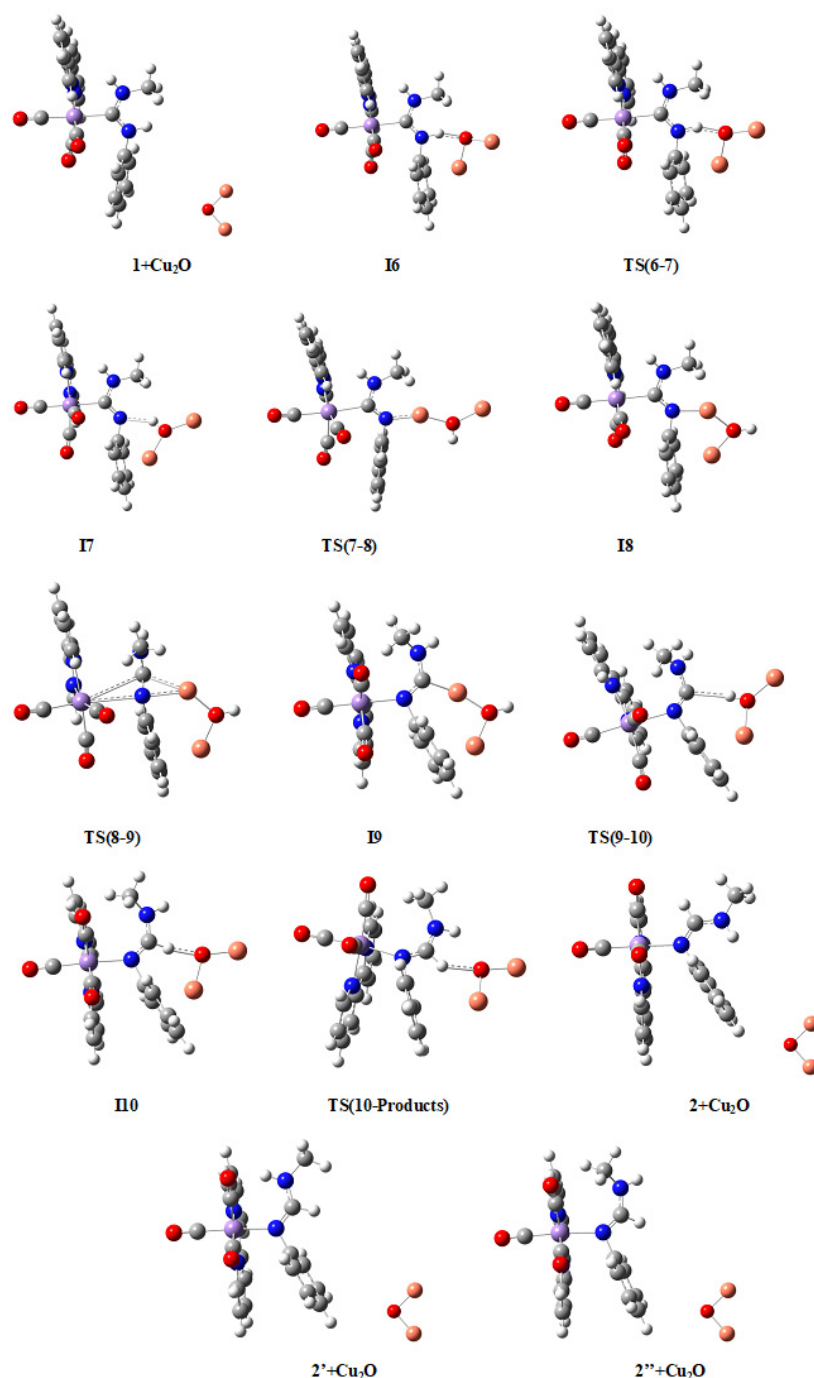 1+Cu₂O
I6
TS(6-7)
I7
TS(7-8)
I8
TS(8-9)
I9
TS(9-10)
I10
TS(10-Products)
2+Cu₂O
2’+Cu₂O
2’’+Cu₂O